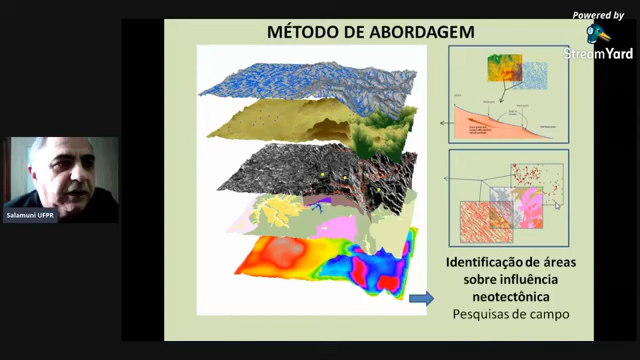 Powered by
StreamYard
MÉTODO DE ABORDAGEM
Salamuni UFPR
Identificação de áreas
sobre influência
neotectônica
Pesquisas de campo